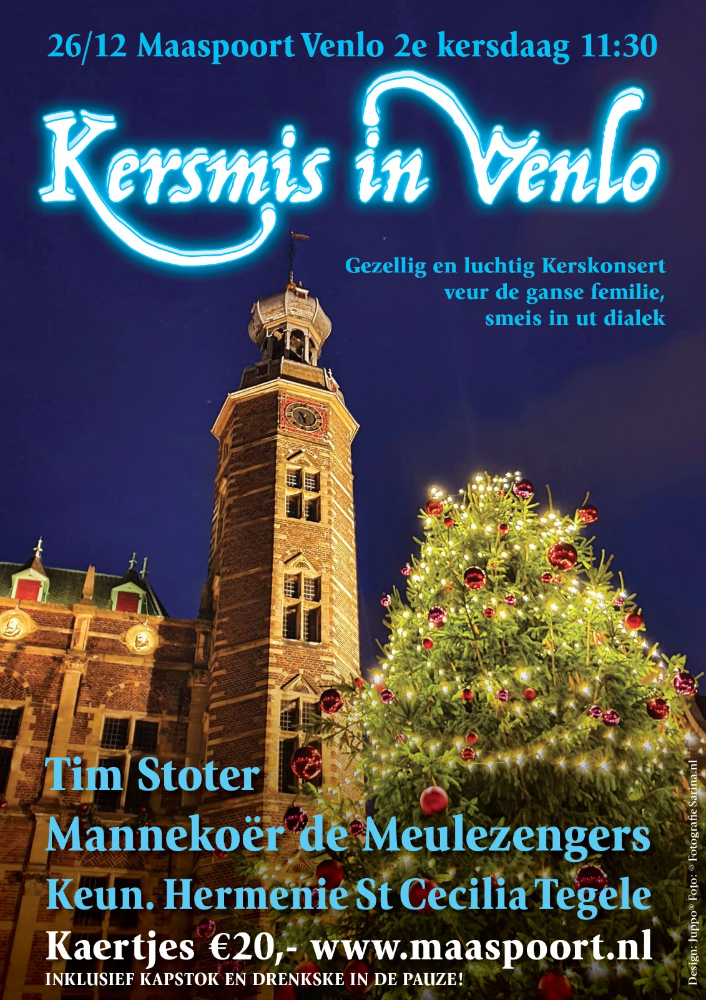 26/12 Maaspoort Venlo 2e kersdaag 11:30
Kersmis in Venlo
Gezellig en luchtig Kerskonsert
veur de ganse femilie,
smeis in ut dialek
Tim Stoter
Mannekoër de Meulezengers
Keun. Hermenie St Cecilia Tegele
Kaertjes €20,- www.maaspoort.nl
INKLUSIEF KAPSTOK EN DRENKSKE IN DE PAUZE!
Design: Juppo® Foto: © Fotografie Sarina.nl